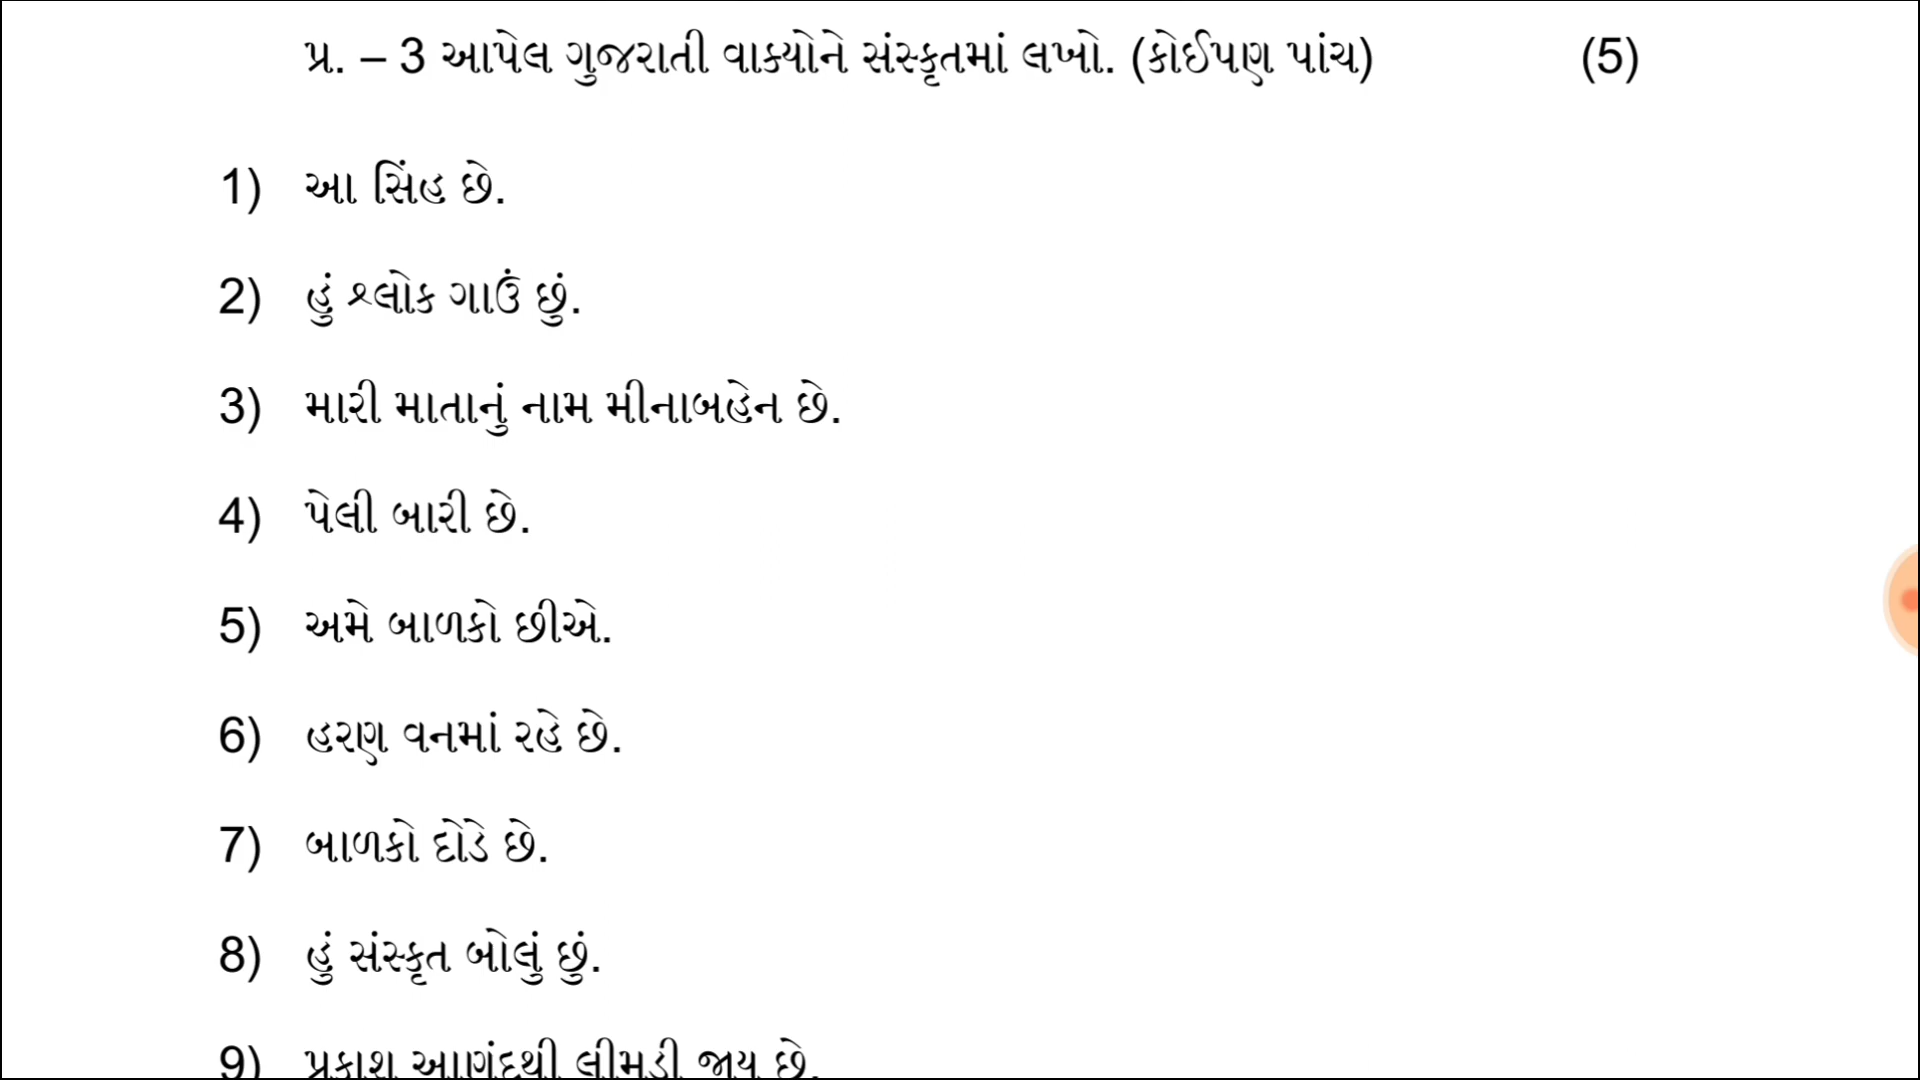 પ્ર. – 3 આપેલ ગુજરાતી વાક્યોને સંસ્કૃતમાં લખો. (કોઈપણ પાંચ) (5)
1) આ સિંહ છે.
2) હું શ્લોક ગાઉં છું.
3) મારી માતાનું નામ મીનાબહેન છે.
4) પેલી બારી છે.
5) અમે બાળકો છીએ.
6) હરણ વનમાં રહે છે.
7) બાળકો દોડે છે.
8) હું સંસ્કૃત બોલું છું.
9) પ્રકાશ આણંદથી લીમડી જાય છે.